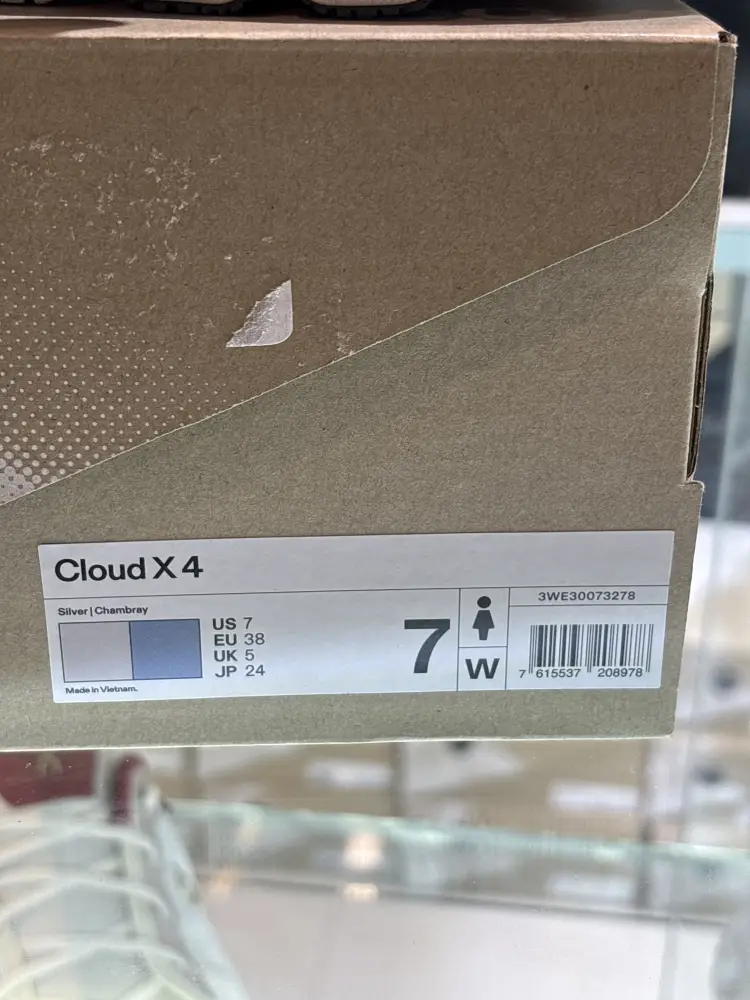 Cloud X 4
Silver | Chambray
US 7
EU 38
UK 5
JP 24
Made in Vietnam.
7
W
3WE30073278
7 615537 208978